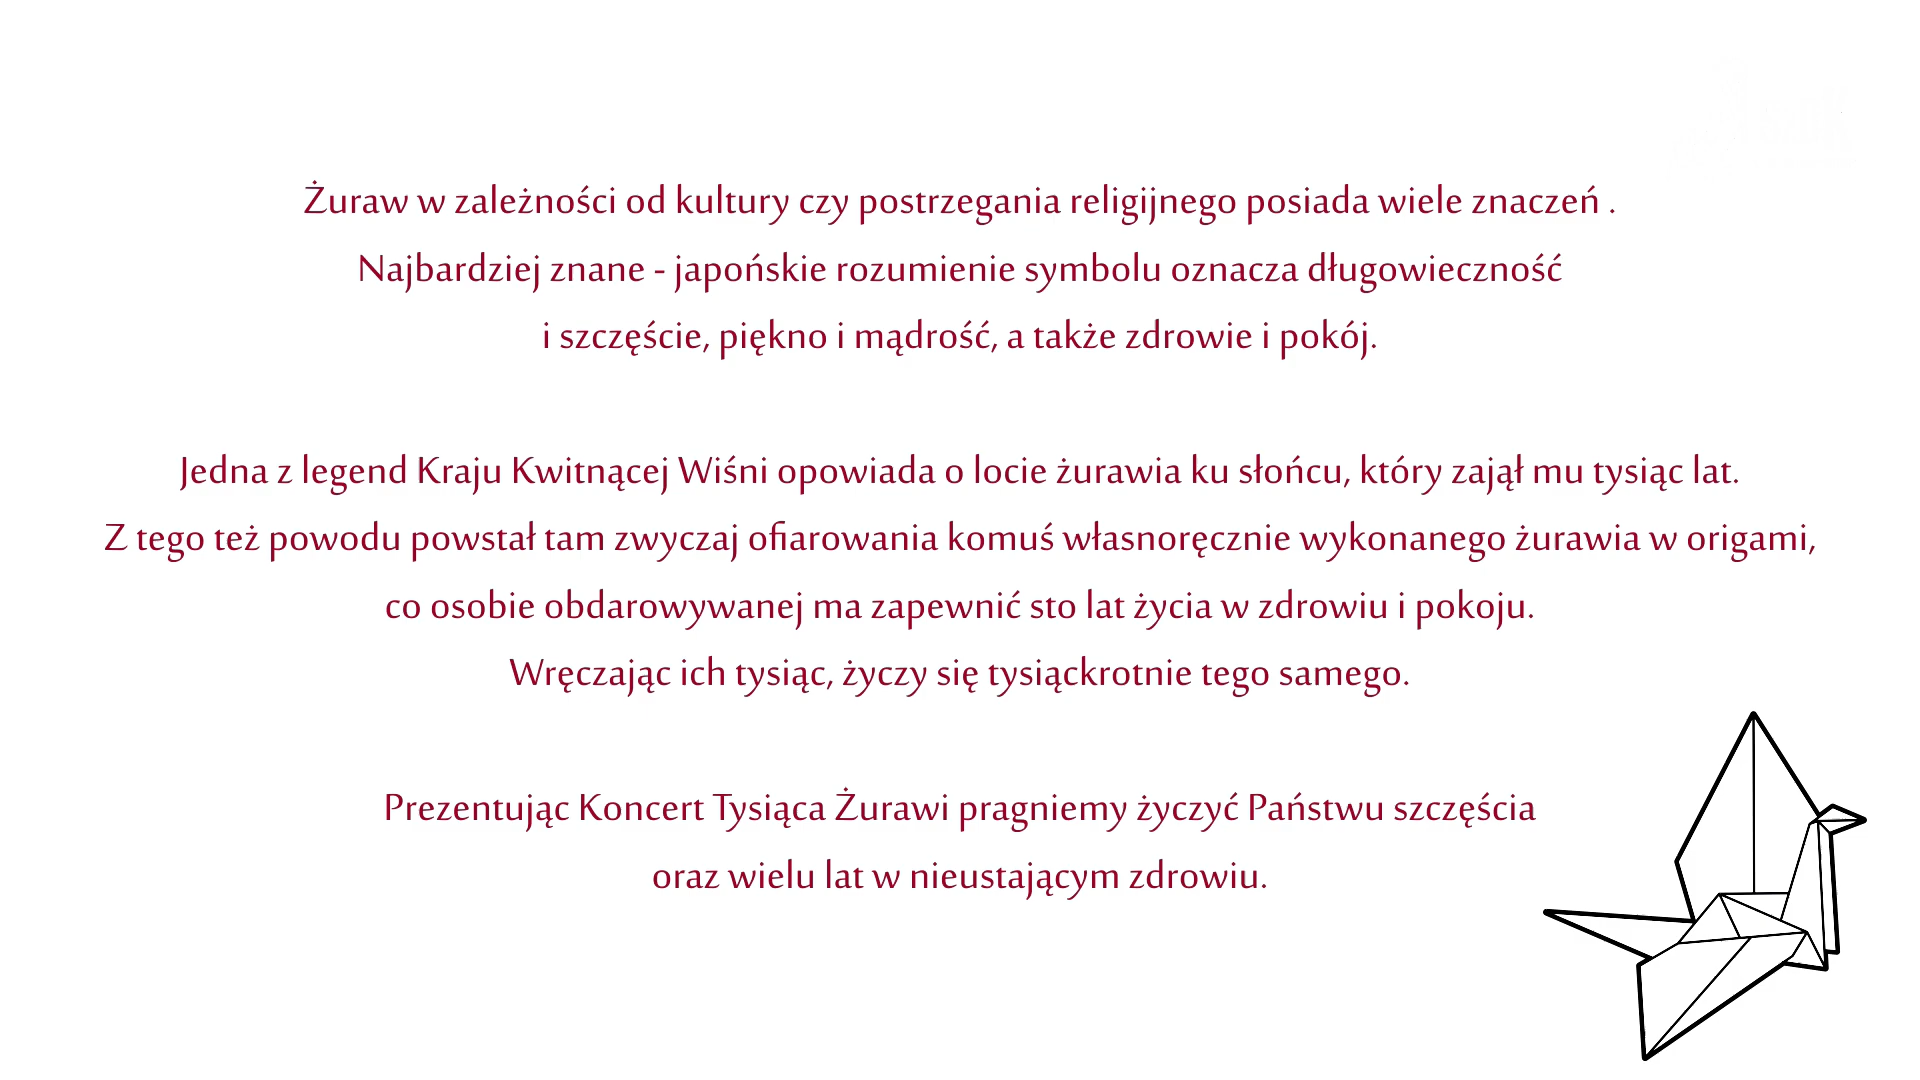 Żuraw w zależności od kultury czy postrzegania religijnego posiada wiele znaczeń .
Najbardziej znane - japońskie rozumienie symbolu oznacza długowieczność
i szczęście, piękno i mądrość, a także zdrowie i pokój.
Jedna z legend Kraju Kwitnącej Wiśni opowiada o locie żurawia ku słońcu, który zajął mu tysiąc lat.
Z tego też powodu powstał tam zwyczaj ofiarowania komuś własnoręcznie wykonanego żurawia w origami,
co osobie obdarowywanej ma zapewnić sto lat życia w zdrowiu i pokoju.
Wręczając ich tysiąc, życzy się tysiąckrotnie tego samego.
Prezentując Koncert Tysiąca Żurawi pragniemy życzyć Państwu szczęścia
oraz wielu lat w nieustającym zdrowiu.